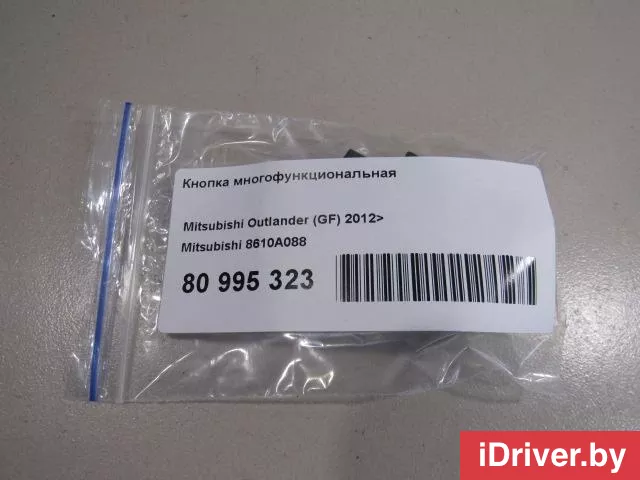 Кнопка многофункциональная
Mitsubishi Outlander (GF) 2012>
Mitsubishi 8610A088
80 995 323
iDriver.by